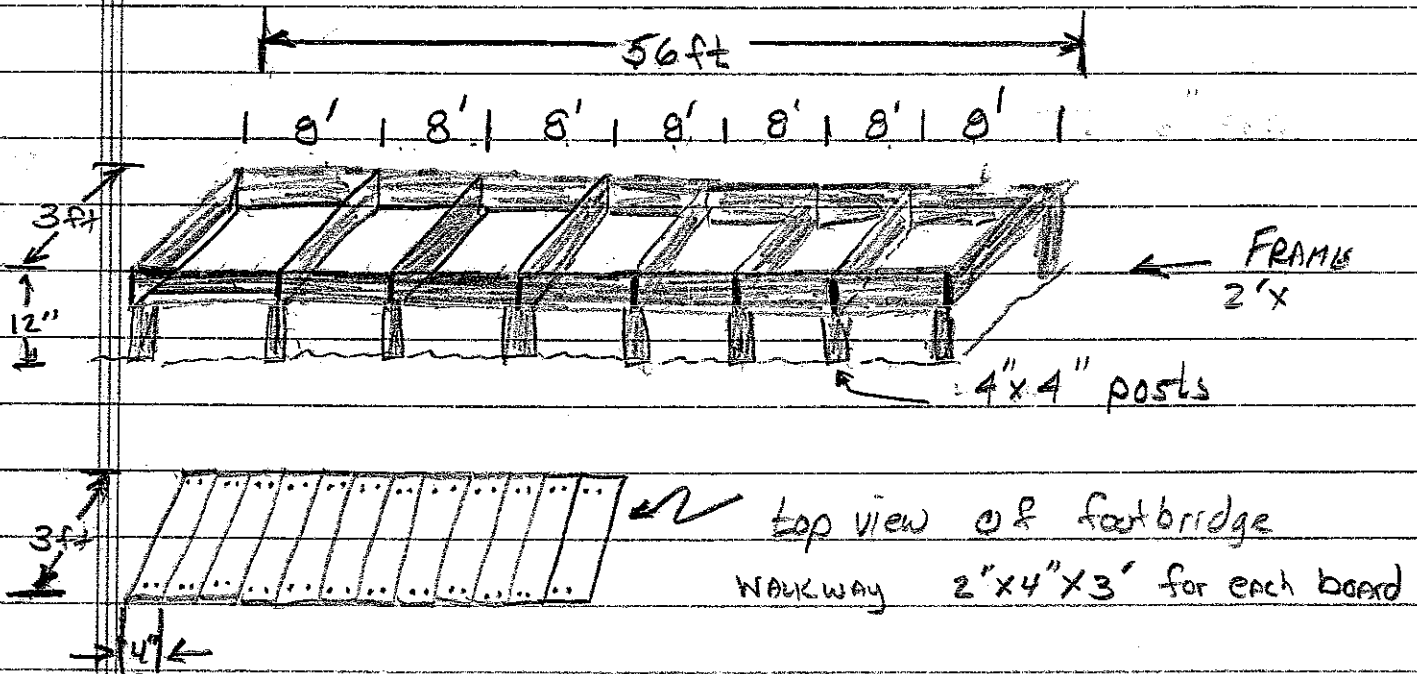 56 ft
8' 8' 8' 8' 8' 8' 8'
3ft
FRAME
2'x
12"
4"x4" posts
3ft
top view of footbridge
WALKWAY 2"x4"x3' for each board
4"